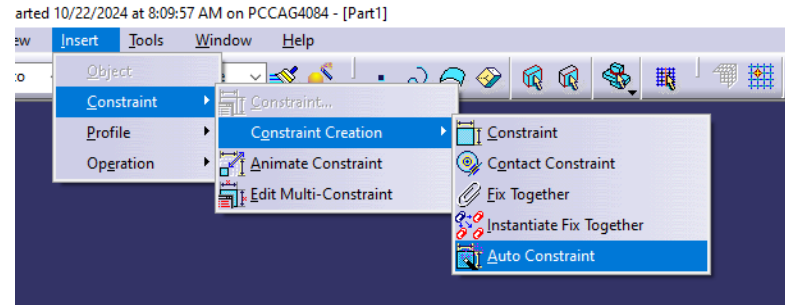 arted 10/22/2024 at 8:09:57 AM on PCCAG4084 - [Part1]
ew Insert Tools Window Help
Object
Constraint
Profile
Operation
Constraint...
Constraint Creation
Animate Constraint
Edit Multi-Constraint
Constraint
Contact Constraint
Fix Together
Instantiate Fix Together
Auto Constraint